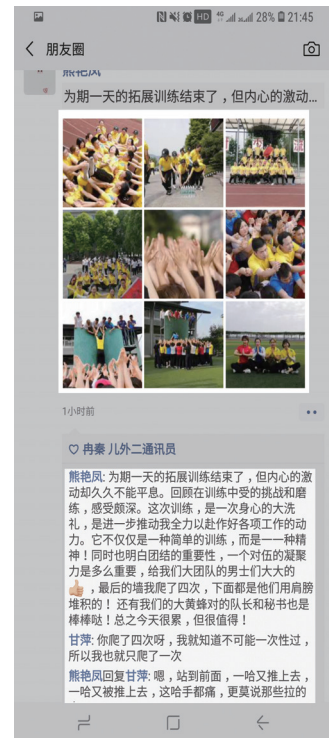 HD 28% 21:45
朋友圈
熊艳凤
为期一天的拓展训练结束了，但内心的激动...
1小时前
冉秦 儿外二通讯员
熊艳凤: 为期一天的拓展训练结束了，但内心的激
动却久久不能平息。回顾在训练中受的挑战和磨
练，感受颇深。这次训练，是一次身心的大洗
礼，是进一步推动我全力以赴作好各项工作的动
力。它不仅仅是一种简单的训练，而是一一种精
神！同时也明白团结的重要性，一个对伍的凝聚
力是多么重要，给我们大团队的男士们大大的
👍🏻，最后的墙我爬了四次，下面都是他们用肩膀
堆积的！ 还有我们的大黄蜂对的队长和秘书也是
棒棒哒！总之今天很累，但很值得！
甘萍: 你爬了四次呀，我就知道不可能一次性过，
所以我也就只爬了一次
熊艳凤回复甘萍: 嗯，站到前面，一哈又推上去，
一哈又被推上去，这哈手都痛，更莫说那些拉的